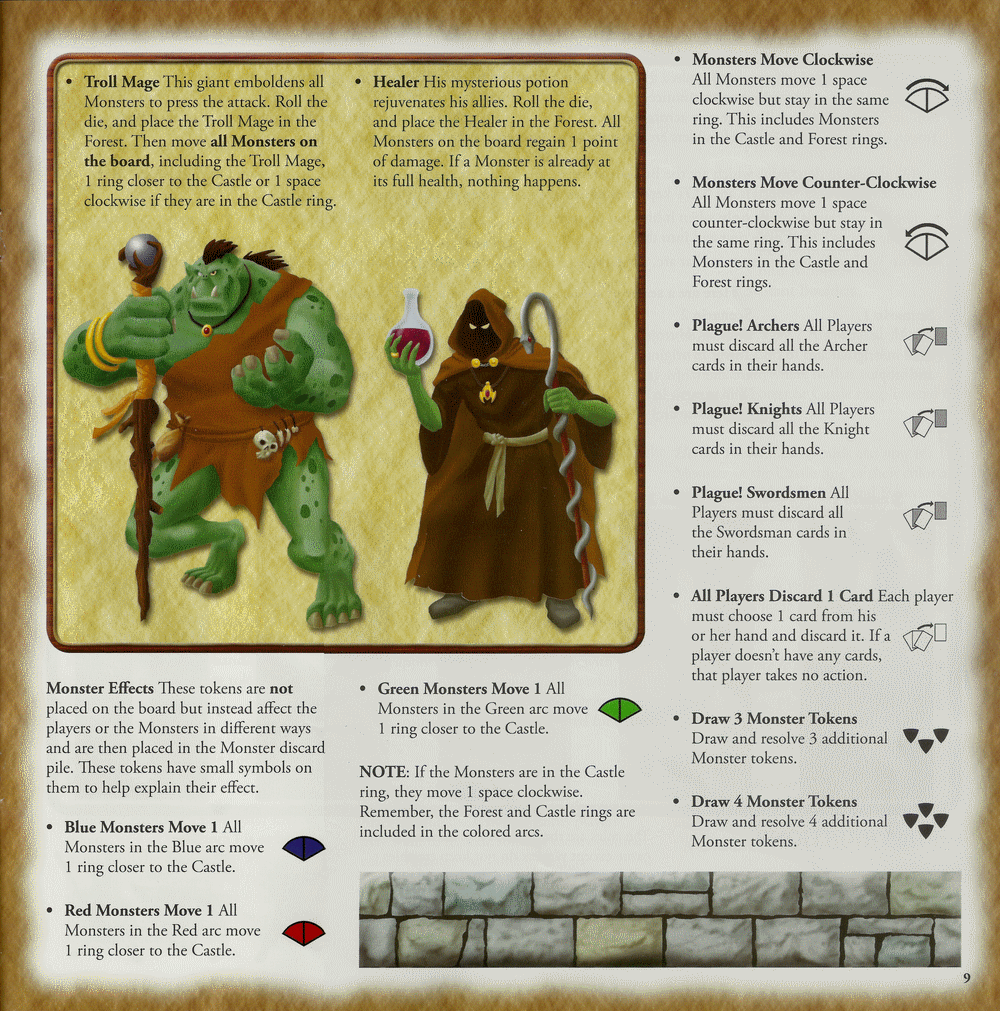 • Troll Mage This giant emboldens all
Monsters to press the attack. Roll the
die, and place the Troll Mage in the
Forest. Then move all Monsters on
the board, including the Troll Mage,
1 ring closer to the Castle or 1 space
clockwise if they are in the Castle ring.
• Healer His mysterious potion
rejuvenates his allies. Roll the die,
and place the Healer in the Forest. All
Monsters on the board regain 1 point
of damage. If a Monster is already at
its full health, nothing happens.
Monster Effects These tokens are not
placed on the board but instead affect the
players or the Monsters in different ways
and are then placed in the Monster discard
pile. These tokens have small symbols on
them to help explain their effect.
• Blue Monsters Move 1 All
Monsters in the Blue arc move
1 ring closer to the Castle.
• Red Monsters Move 1 All
Monsters in the Red arc move
1 ring closer to the Castle.
• Green Monsters Move 1 All
Monsters in the Green arc move
1 ring closer to the Castle.
NOTE: If the Monsters are in the Castle
ring, they move 1 space clockwise.
Remember, the Forest and Castle rings are
included in the colored arcs.
• Monsters Move Clockwise
All Monsters move 1 space
clockwise but stay in the same
ring. This includes Monsters
in the Castle and Forest rings.
• Monsters Move Counter-Clockwise
All Monsters move 1 space
counter-clockwise but stay in
the same ring. This includes
Monsters in the Castle and
Forest rings.
• Plague! Archers All Players
must discard all the Archer
cards in their hands.
• Plague! Knights All Players
must discard all the Knight
cards in their hands.
• Plague! Swordsmen All
Players must discard all
the Swordsman cards in
their hands.
• All Players Discard 1 Card Each player
must choose 1 card from his
or her hand and discard it. If a
player doesn't have any cards,
that player takes no action.
• Draw 3 Monster Tokens
Draw and resolve 3 additional
Monster tokens.
• Draw 4 Monster Tokens
Draw and resolve 4 additional
Monster tokens.
9